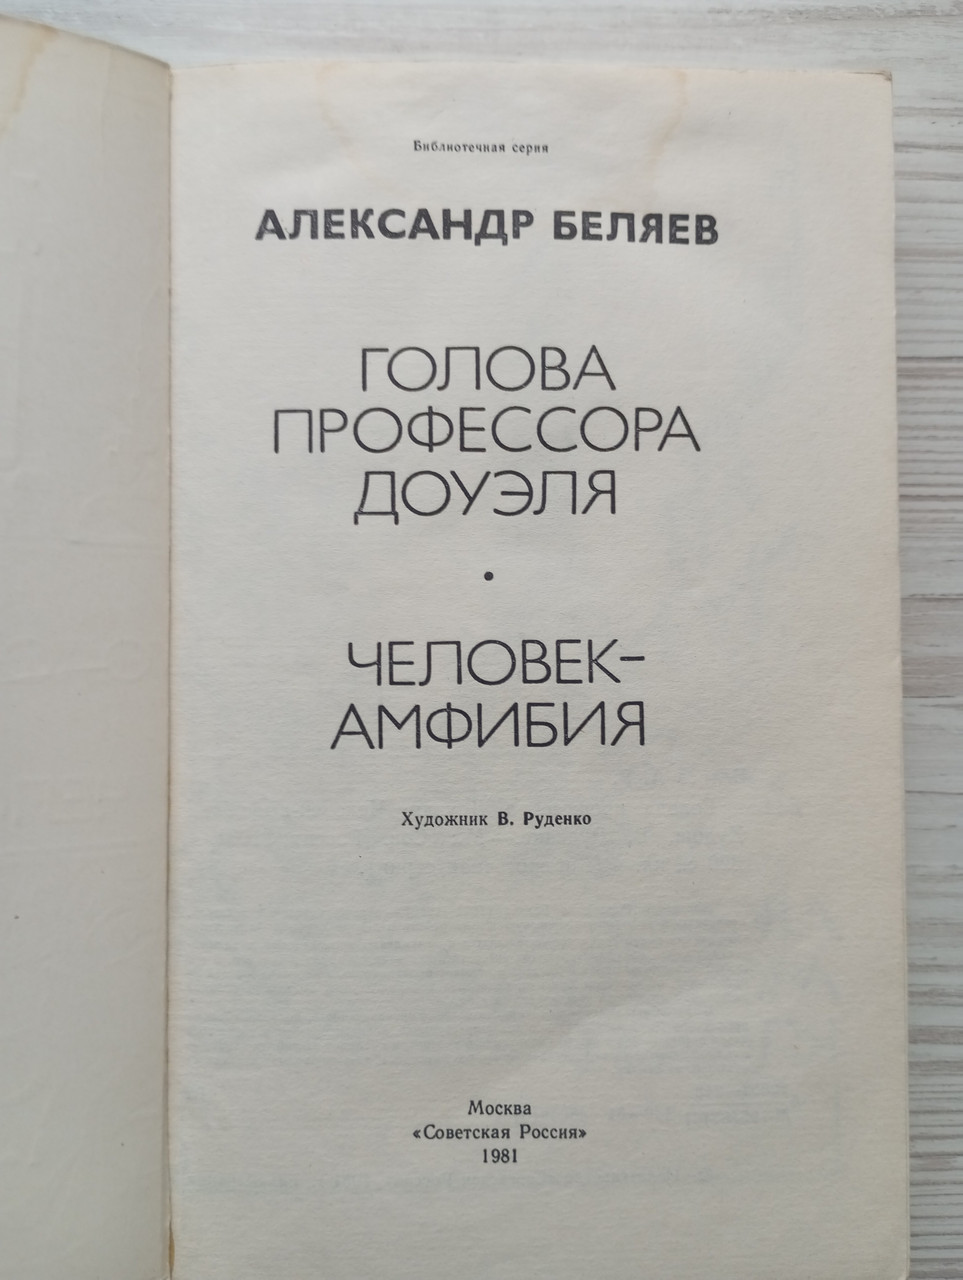 Библиотечная серия
АЛЕКСАНДР БЕЛЯЕВ
ГОЛОВА
ПРОФЕССОРА
ДОУЭЛЯ
•
ЧЕЛОВЕК-
АМФИБИЯ
Художник В. Руденко
Москва
«Советская Россия»
1981